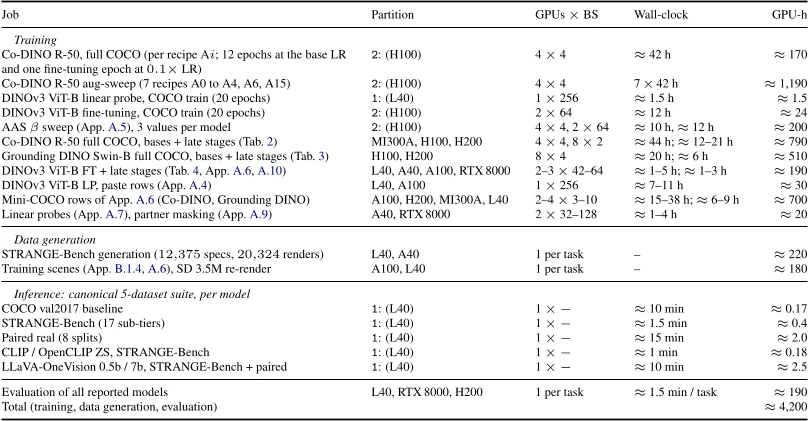 Job Partition GPUs × BS Wall-clock GPU-h
Training
Co-DINO R-50, full COCO (per recipe Ai; 12 epochs at the base LR 2: (H100) 4 × 4 ≈ 42 h ≈ 170
and one fine-tuning epoch at 0.1× LR)
Co-DINO R-50 aug-sweep (7 recipes A0 to A4, A6, A15) 2: (H100) 4 × 4 7 × 42 h ≈ 1,190
DINOv3 ViT-B linear probe, COCO train (20 epochs) 1: (L40) 1 × 256 ≈ 1.5 h ≈ 1.5
DINOv3 ViT-B fine-tuning, COCO train (20 epochs) 2: (H100) 2 × 64 ≈ 12 h ≈ 24
AAS β sweep (App. A.5), 3 values per model 2: (H100) 4 × 4, 2 × 64 ≈ 10 h, ≈ 12 h ≈ 200
Co-DINO R-50 full COCO, bases + late stages (Tab. 2) MI300A, H100, H200 4 × 4, 8 × 2 ≈ 44 h; ≈ 12–21 h ≈ 790
Grounding DINO Swin-B full COCO, bases + late stages (Tab. 3) H100, H200 8 × 4 ≈ 20 h; ≈ 6 h ≈ 510
DINOv3 ViT-B FT + late stages (Tab. 4, App. A.6, A.10) L40, A40, A100, RTX 8000 2–3 × 42–64 ≈ 1–5 h; ≈ 1–3 h ≈ 190
DINOv3 ViT-B LP, paste rows (App. A.4) L40, A100 1 × 256 ≈ 7–11 h ≈ 30
Mini-COCO rows of App. A.6 (Co-DINO, Grounding DINO) A100, H200, MI300A, L40 2–4 × 3–10 ≈ 15–38 h; ≈ 6–9 h ≈ 700
Linear probes (App. A.7), partner masking (App. A.9) A40, RTX 8000 2 × 32–128 ≈ 1–4 h ≈ 20
Data generation
STRANGE-Bench generation (12,375 specs, 20,324 renders) L40, A40 1 per task – ≈ 220
Training scenes (App. B.1.4, A.6), SD 3.5M re-render A100, L40 1 per task – ≈ 180
Inference: canonical 5-dataset suite, per model
COCO val2017 baseline 1: (L40) 1 × − ≈ 10 min ≈ 0.17
STRANGE-Bench (17 sub-tiers) 1: (L40) 1 × − ≈ 1.5 min ≈ 0.4
Paired real (8 splits) 1: (L40) 1 × − ≈ 15 min ≈ 2.0
CLIP / OpenCLIP ZS, STRANGE-Bench 1: (L40) 1 × − ≈ 1 min ≈ 0.18
LLaVA-OneVision 0.5b / 7b, STRANGE-Bench + paired 1: (L40) 1 × − ≈ 10 min ≈ 2.5
Evaluation of all reported models L40, RTX 8000, H200 1 per task ≈ 1.5 min / task ≈ 190
Total (training, data generation, evaluation) ≈ 4,200